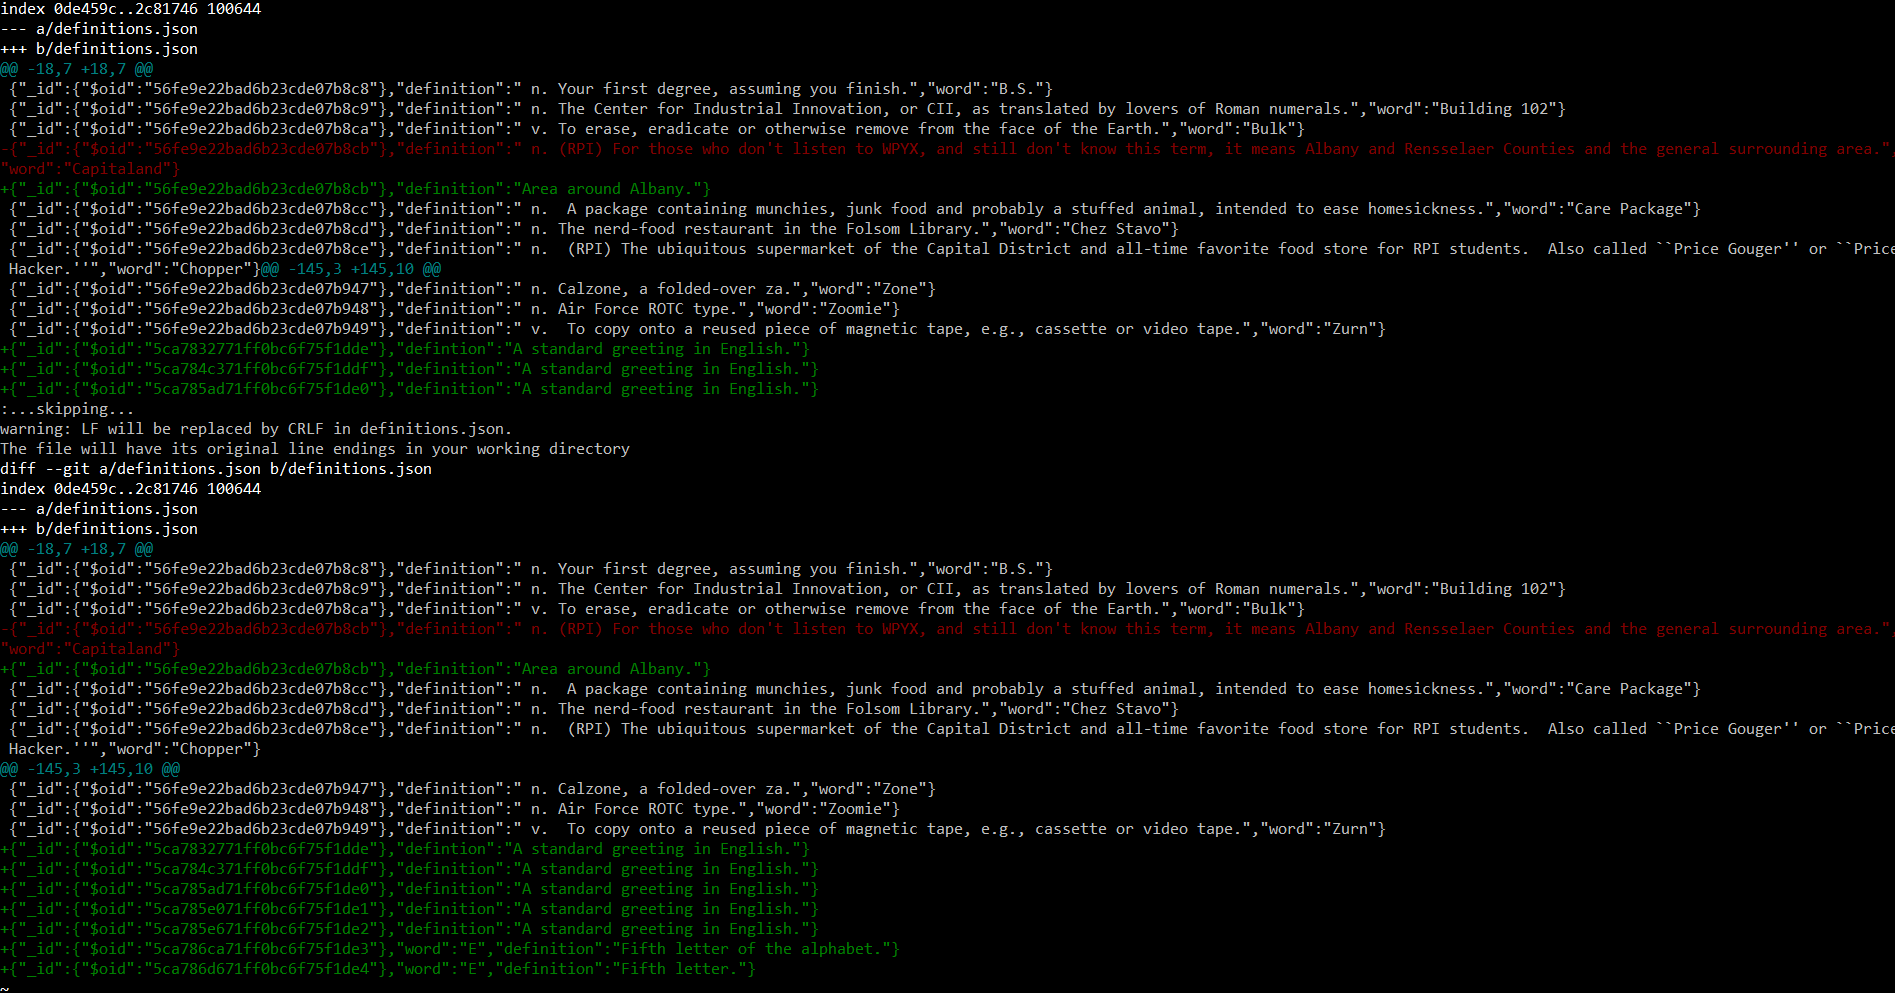 index 0de459c..2c81746 100644
--- a/definitions.json
+++ b/definitions.json
@@ -18,7 +18,7 @@
 {"_id":{"$oid":"56fe9e22bad6b23cde07b8c8"},"definition":" n. Your first degree, assuming you finish.","word":"B.S."}
 {"_id":{"$oid":"56fe9e22bad6b23cde07b8c9"},"definition":" n. The Center for Industrial Innovation, or CII, as translated by lovers of Roman numerals.","word":"Building 102"}
 {"_id":{"$oid":"56fe9e22bad6b23cde07b8ca"},"definition":" v. To erase, eradicate or otherwise remove from the face of the Earth.","word":"Bulk"}
-{"_id":{"$oid":"56fe9e22bad6b23cde07b8cb"},"definition":" n. (RPI) For those who don't listen to WPYX, and still don't know this term, it means Albany and Rensselaer Counties and the general surrounding area.",
"word":"Capitaland"}
+{"_id":{"$oid":"56fe9e22bad6b23cde07b8cb"},"definition":"Area around Albany."}
 {"_id":{"$oid":"56fe9e22bad6b23cde07b8cc"},"definition":" n.  A package containing munchies, junk food and probably a stuffed animal, intended to ease homesickness.","word":"Care Package"}
 {"_id":{"$oid":"56fe9e22bad6b23cde07b8cd"},"definition":" n. The nerd-food restaurant in the Folsom Library.","word":"Chez Stavo"}
 {"_id":{"$oid":"56fe9e22bad6b23cde07b8ce"},"definition":" n.  (RPI) The ubiquitous supermarket of the Capital District and all-time favorite food store for RPI students.  Also called ``Price Gouger'' or ``Price
 Hacker.''","word":"Chopper"}@@ -145,3 +145,10 @@
 {"_id":{"$oid":"56fe9e22bad6b23cde07b947"},"definition":" n. Calzone, a folded-over za.","word":"Zone"}
 {"_id":{"$oid":"56fe9e22bad6b23cde07b948"},"definition":" n. Air Force ROTC type.","word":"Zoomie"}
 {"_id":{"$oid":"56fe9e22bad6b23cde07b949"},"definition":" v.  To copy onto a reused piece of magnetic tape, e.g., cassette or video tape.","word":"Zurn"}
+{"_id":{"$oid":"5ca7832771ff0bc6f75f1dde"},"defintion":"A standard greeting in English."}
+{"_id":{"$oid":"5ca784c371ff0bc6f75f1ddf"},"definition":"A standard greeting in English."}
+{"_id":{"$oid":"5ca785ad71ff0bc6f75f1de0"},"definition":"A standard greeting in English."}
:...skipping...
warning: LF will be replaced by CRLF in definitions.json.
The file will have its original line endings in your working directory
diff --git a/definitions.json b/definitions.json
index 0de459c..2c81746 100644
--- a/definitions.json
+++ b/definitions.json
@@ -18,7 +18,7 @@
 {"_id":{"$oid":"56fe9e22bad6b23cde07b8c8"},"definition":" n. Your first degree, assuming you finish.","word":"B.S."}
 {"_id":{"$oid":"56fe9e22bad6b23cde07b8c9"},"definition":" n. The Center for Industrial Innovation, or CII, as translated by lovers of Roman numerals.","word":"Building 102"}
 {"_id":{"$oid":"56fe9e22bad6b23cde07b8ca"},"definition":" v. To erase, eradicate or otherwise remove from the face of the Earth.","word":"Bulk"}
-{"_id":{"$oid":"56fe9e22bad6b23cde07b8cb"},"definition":" n. (RPI) For those who don't listen to WPYX, and still don't know this term, it means Albany and Rensselaer Counties and the general surrounding area.",
"word":"Capitaland"}
+{"_id":{"$oid":"56fe9e22bad6b23cde07b8cb"},"definition":"Area around Albany."}
 {"_id":{"$oid":"56fe9e22bad6b23cde07b8cc"},"definition":" n.  A package containing munchies, junk food and probably a stuffed animal, intended to ease homesickness.","word":"Care Package"}
 {"_id":{"$oid":"56fe9e22bad6b23cde07b8cd"},"definition":" n. The nerd-food restaurant in the Folsom Library.","word":"Chez Stavo"}
 {"_id":{"$oid":"56fe9e22bad6b23cde07b8ce"},"definition":" n.  (RPI) The ubiquitous supermarket of the Capital District and all-time favorite food store for RPI students.  Also called ``Price Gouger'' or ``Price
 Hacker.''","word":"Chopper"}
@@ -145,3 +145,10 @@
 {"_id":{"$oid":"56fe9e22bad6b23cde07b947"},"definition":" n. Calzone, a folded-over za.","word":"Zone"}
 {"_id":{"$oid":"56fe9e22bad6b23cde07b948"},"definition":" n. Air Force ROTC type.","word":"Zoomie"}
 {"_id":{"$oid":"56fe9e22bad6b23cde07b949"},"definition":" v.  To copy onto a reused piece of magnetic tape, e.g., cassette or video tape.","word":"Zurn"}
+{"_id":{"$oid":"5ca7832771ff0bc6f75f1dde"},"defintion":"A standard greeting in English."}
+{"_id":{"$oid":"5ca784c371ff0bc6f75f1ddf"},"definition":"A standard greeting in English."}
+{"_id":{"$oid":"5ca785ad71ff0bc6f75f1de0"},"definition":"A standard greeting in English."}
+{"_id":{"$oid":"5ca785e071ff0bc6f75f1de1"},"definition":"A standard greeting in English."}
+{"_id":{"$oid":"5ca785e671ff0bc6f75f1de2"},"definition":"A standard greeting in English."}
+{"_id":{"$oid":"5ca786ca71ff0bc6f75f1de3"},"word":"E","definition":"Fifth letter of the alphabet."}
+{"_id":{"$oid":"5ca786d671ff0bc6f75f1de4"},"word":"E","definition":"Fifth letter."}
~